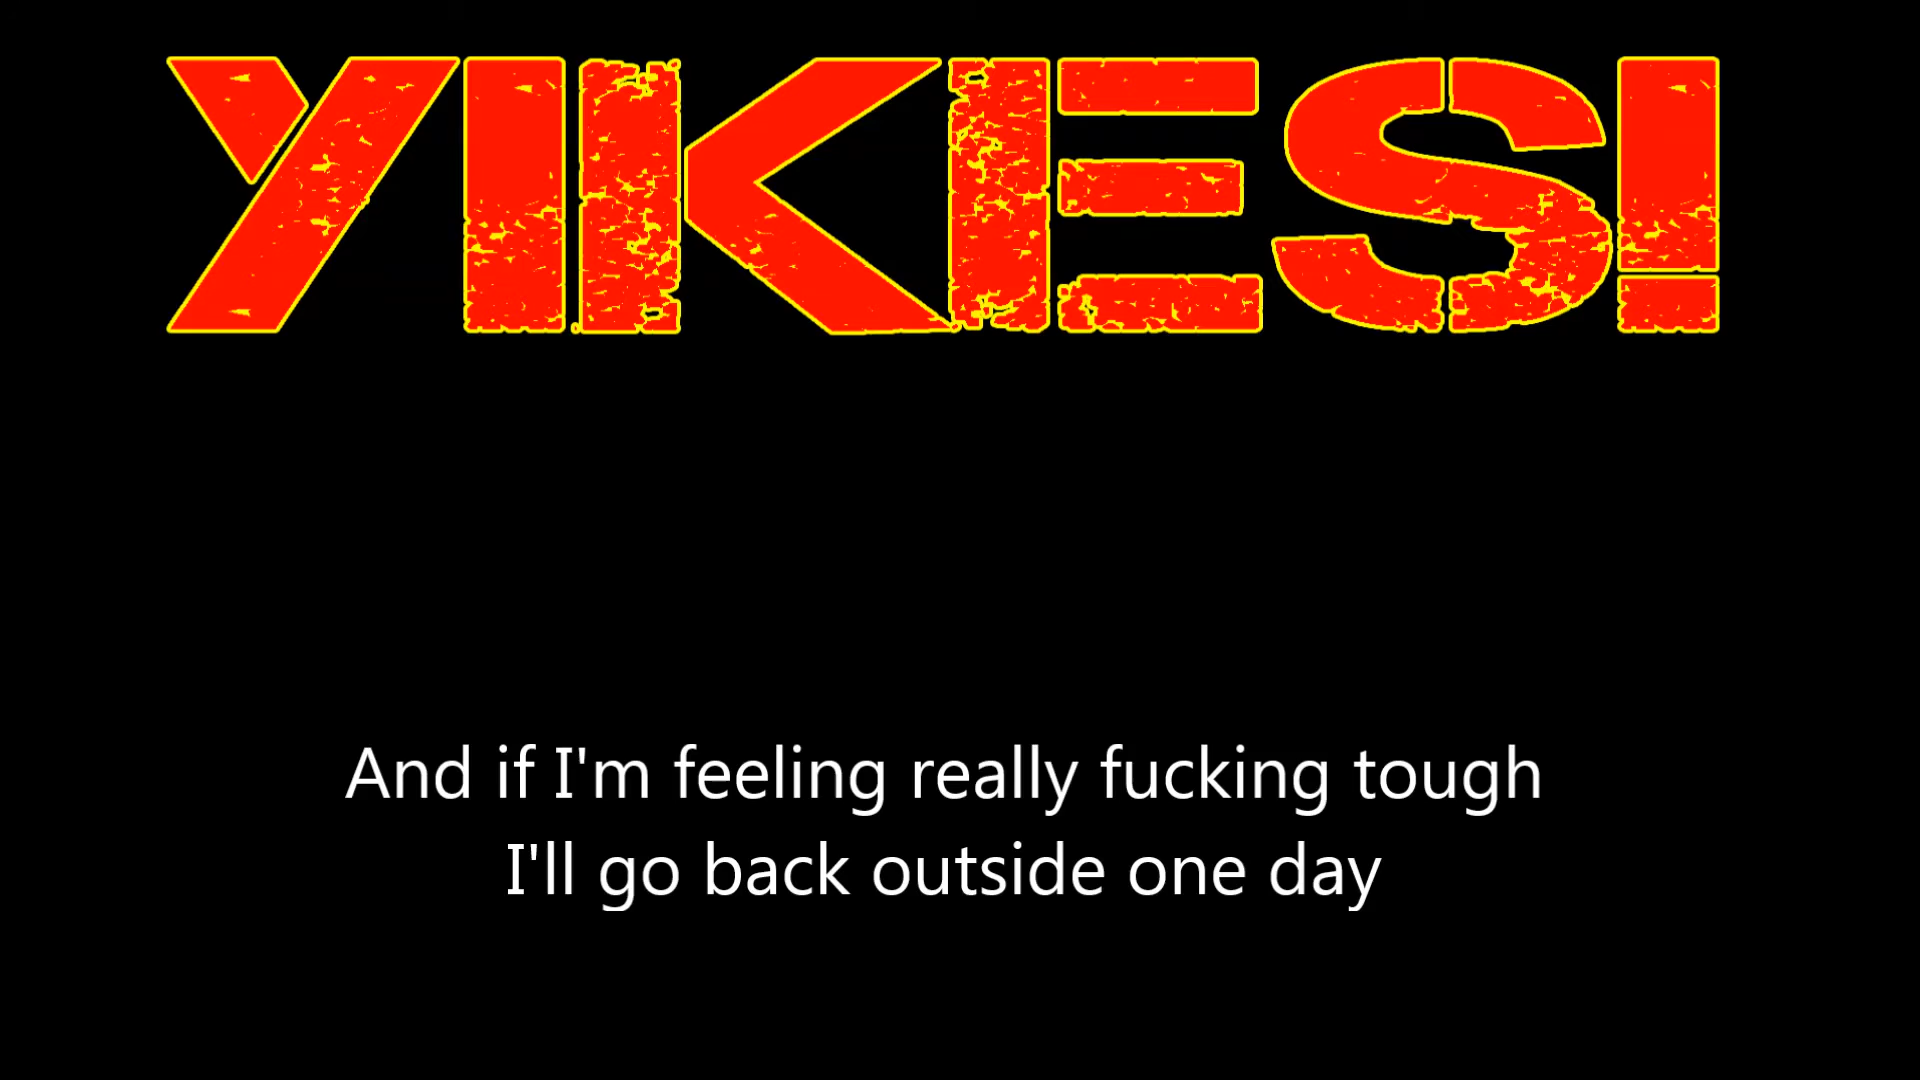 YIKES!
And if I'm feeling really fucking tough
I'll go back outside one day